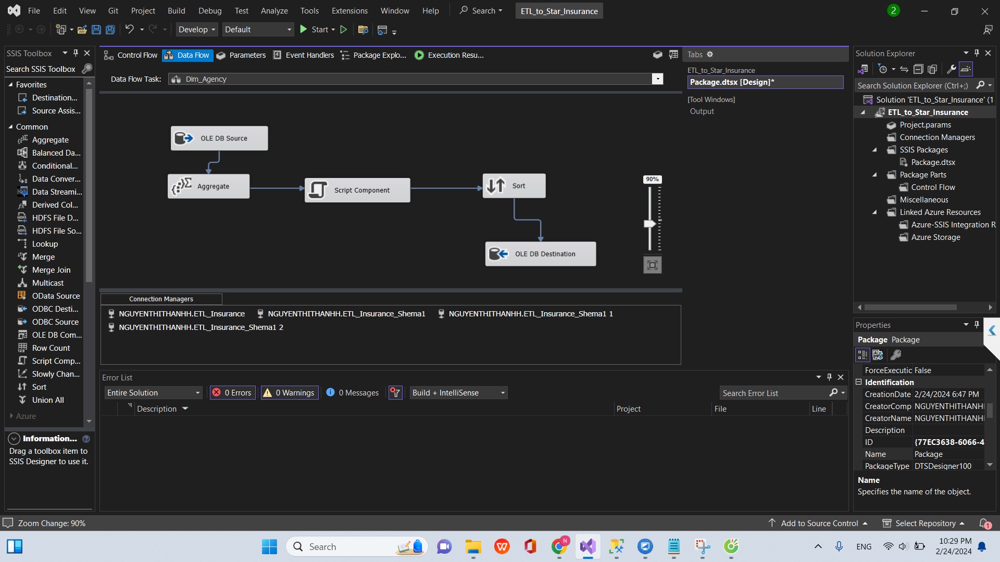 File Edit View Git Project Build Debug Test Analyze Tools Extensions Window Help Search ETL_to_Star_Insurance 2
Develop Default Start
SSIS Toolbox
Search SSIS Toolbox
Favorites
Destination...
Source Assis...
Common
Aggregate
Balanced Da...
Conditional...
Data Conver...
Data Streami...
Derived Col...
HDFS File D...
HDFS File So...
Lookup
Merge
Merge Join
Multicast
OData Source
ODBC Desti...
ODBC Source
OLE DB Com...
Row Count
Script Comp...
Slowly Chan...
Sort
Union All
Azure
Information...
Drag a toolbox item to
SSIS Designer to use it.
Control Flow Data Flow Parameters Event Handlers Package Explo... Execution Resu...
Data Flow Task: Dim_Agency
OLE DB Source
Aggregate
Script Component
Sort
OLE DB Destination
90%
Connection Managers
NGUYENTHITHANHH.ETL_Insurance NGUYENTHITHANHH.ETL_Insurance_Shema1 NGUYENTHITHANHH.ETL_Insurance_Shema1 1
NGUYENTHITHANHH.ETL_Insurance_Shema1 2
Tabs
ETL_to_Star_Insurance
Package.dtsx [Design]*
[Tool Windows]
Output
Error List
Entire Solution 0 Errors 0 Warnings 0 Messages Build + IntelliSense Search Error List
Description Project File Line
Solution Explorer
Search Solution Explorer (Ctrl+;)
Solution 'ETL_to_Star_Insurance' (1
ETL_to_Star_Insurance
Project.params
Connection Managers
SSIS Packages
Package.dtsx
Package Parts
Control Flow
Miscellaneous
Linked Azure Resources
Azure-SSIS Integration R
Azure Storage
Properties
Package Package
ForceExecutic False
Identification
CreationDate 2/24/2024 6:47 PM
CreatorComp NGUYENTHITHANHH
CreatorName NGUYENTHITHANHH
Description
ID {77EC3638-6066-4
Name Package
PackageType DTSDesigner100
Name
Specifies the name of the object.
Zoom Change: 90% Add to Source Control Select Repository 1
Search N ENG 10:29 PM
2/24/2024